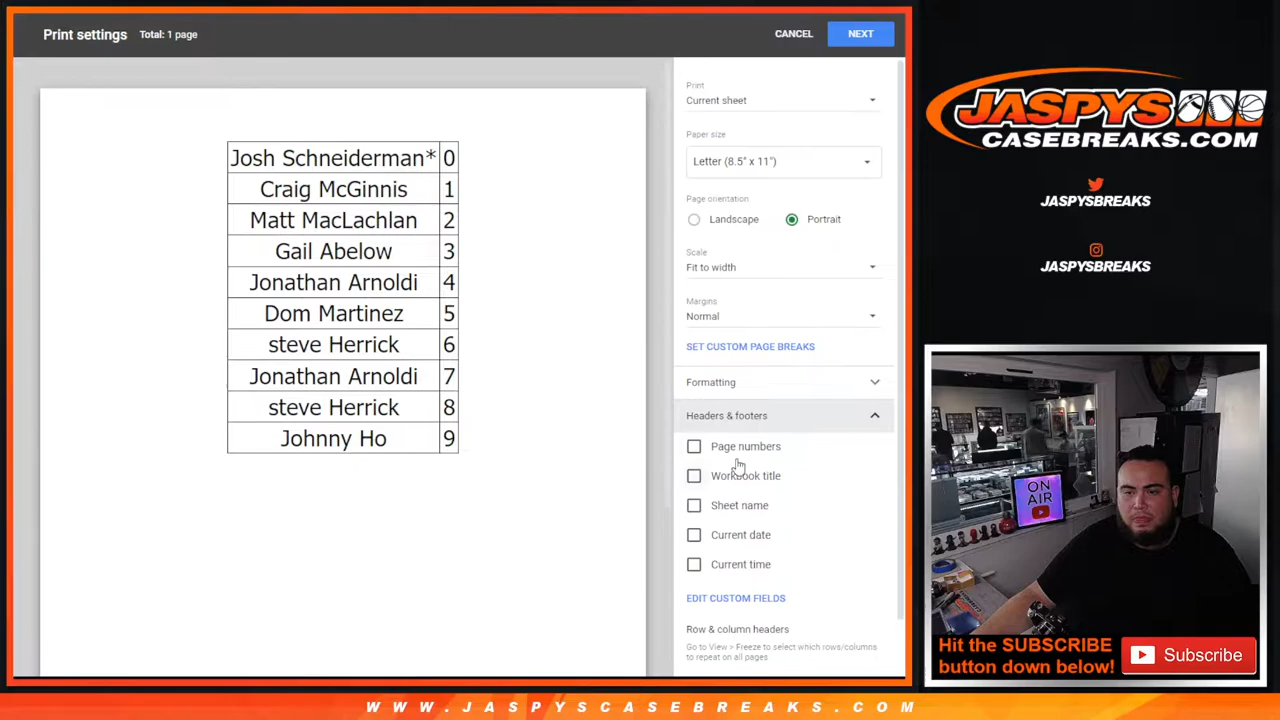 Print settings Total: 1 page CANCEL NEXT
Josh Schneiderman* 0
Craig McGinnis 1
Matt MacLachlan 2
Gail Abelow 3
Jonathan Arnoldi 4
Dom Martinez 5
steve Herrick 6
Jonathan Arnoldi 7
steve Herrick 8
Johnny Ho 9
Print
Current sheet
Paper size
Letter (8.5" x 11")
Page orientation
Landscape Portrait
Scale
Fit to width
Margins
Normal
SET CUSTOM PAGE BREAKS
Formatting
Headers & footers
Page numbers
Workbook title
Sheet name
Current date
Current time
EDIT CUSTOM FIELDS
Row & column headers
Go to View > Freeze to select which rows/columns
to repeat on all pages
JASPYS
CASEBREAKS.COM
JASPYSBREAKS
JASPYSBREAKS
ON
AIR
Hit the SUBSCRIBE
button down below!
Subscribe
WWW.JASPYSCASEBREAKS.COM